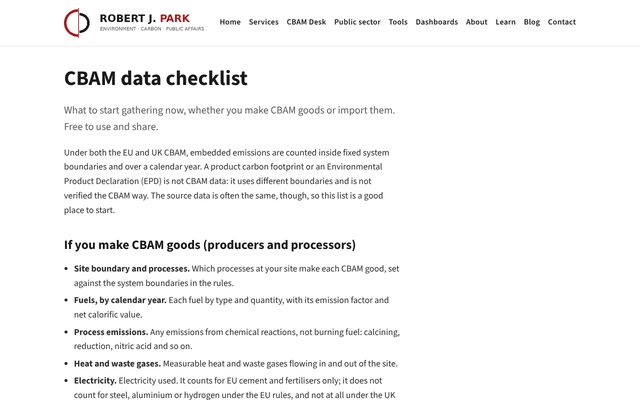 ROBERT J. PARK
ENVIRONMENT · CARBON · PUBLIC AFFAIRS
Home Services CBAM Desk Public sector Tools Dashboards About Learn Blog Contact
CBAM data checklist
What to start gathering now, whether you make CBAM goods or import them.
Free to use and share.
Under both the EU and UK CBAM, embedded emissions are counted inside fixed system
boundaries and over a calendar year. A product carbon footprint or an Environmental
Product Declaration (EPD) is not CBAM data: it uses different boundaries and is not
verified the CBAM way. The source data is often the same, though, so this list is a good
place to start.
If you make CBAM goods (producers and processors)
• Site boundary and processes. Which processes at your site make each CBAM good, set
against the system boundaries in the rules.
• Fuels, by calendar year. Each fuel by type and quantity, with its emission factor and
net calorific value.
• Process emissions. Any emissions from chemical reactions, not burning fuel: calcining,
reduction, nitric acid and so on.
• Heat and waste gases. Measurable heat and waste gases flowing in and out of the site.
• Electricity. Electricity used. It counts for EU cement and fertilisers only; it does not
count for steel, aluminium or hydrogen under the EU rules, and not at all under the UK